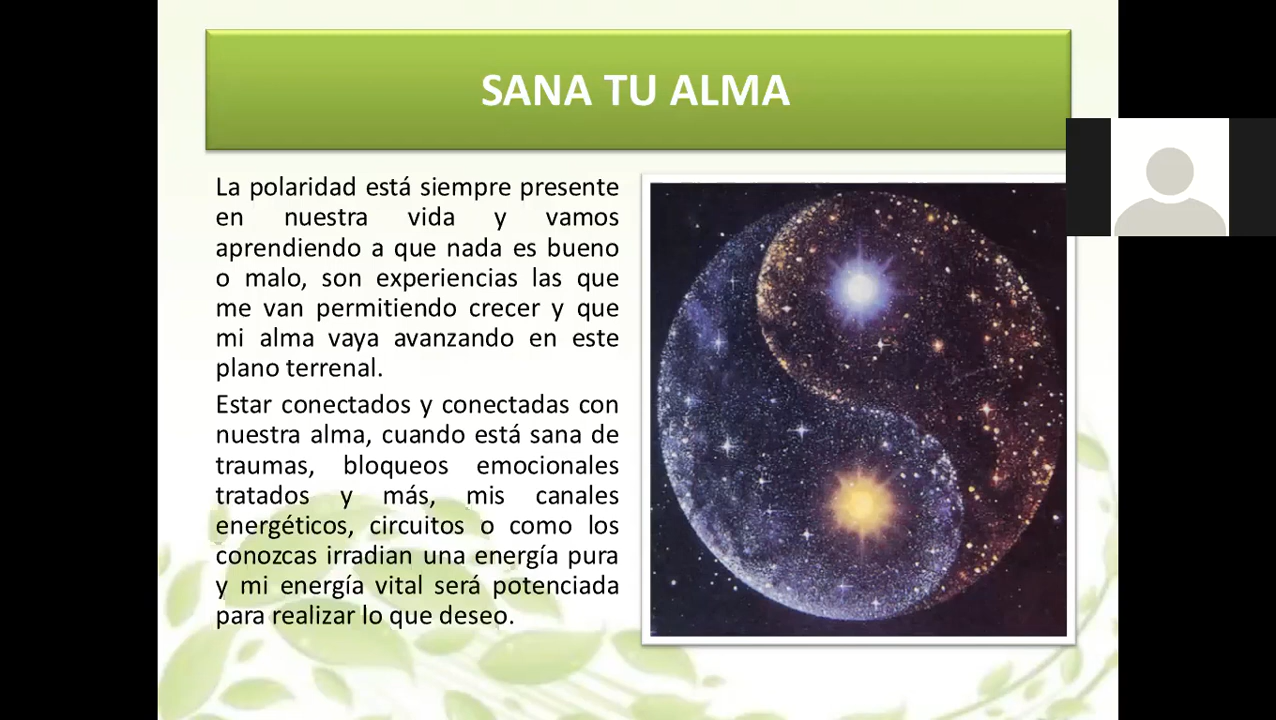 SANA TU ALMA
La polaridad está siempre presente
en nuestra vida y vamos
aprendiendo a que nada es bueno
o malo, son experiencias las que
me van permitiendo crecer y que
mi alma vaya avanzando en este
plano terrenal.
Estar conectados y conectadas con
nuestra alma, cuando está sana de
traumas, bloqueos emocionales
tratados y más, mis canales
energéticos, circuitos o como los
conozcas irradian una energía pura
y mi energía vital será potenciada
para realizar lo que deseo.